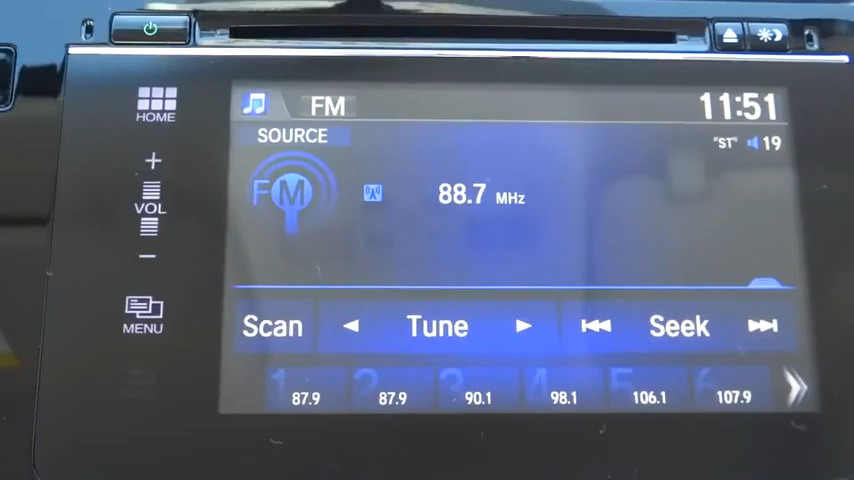 HOME
VOL
MENU
FM
11:51
SOURCE
"ST" 19
FM
88.7 MHz
Scan Tune Seek
1 2 3 4 5 6
87.9 87.9 90.1 98.1 106.1 107.9